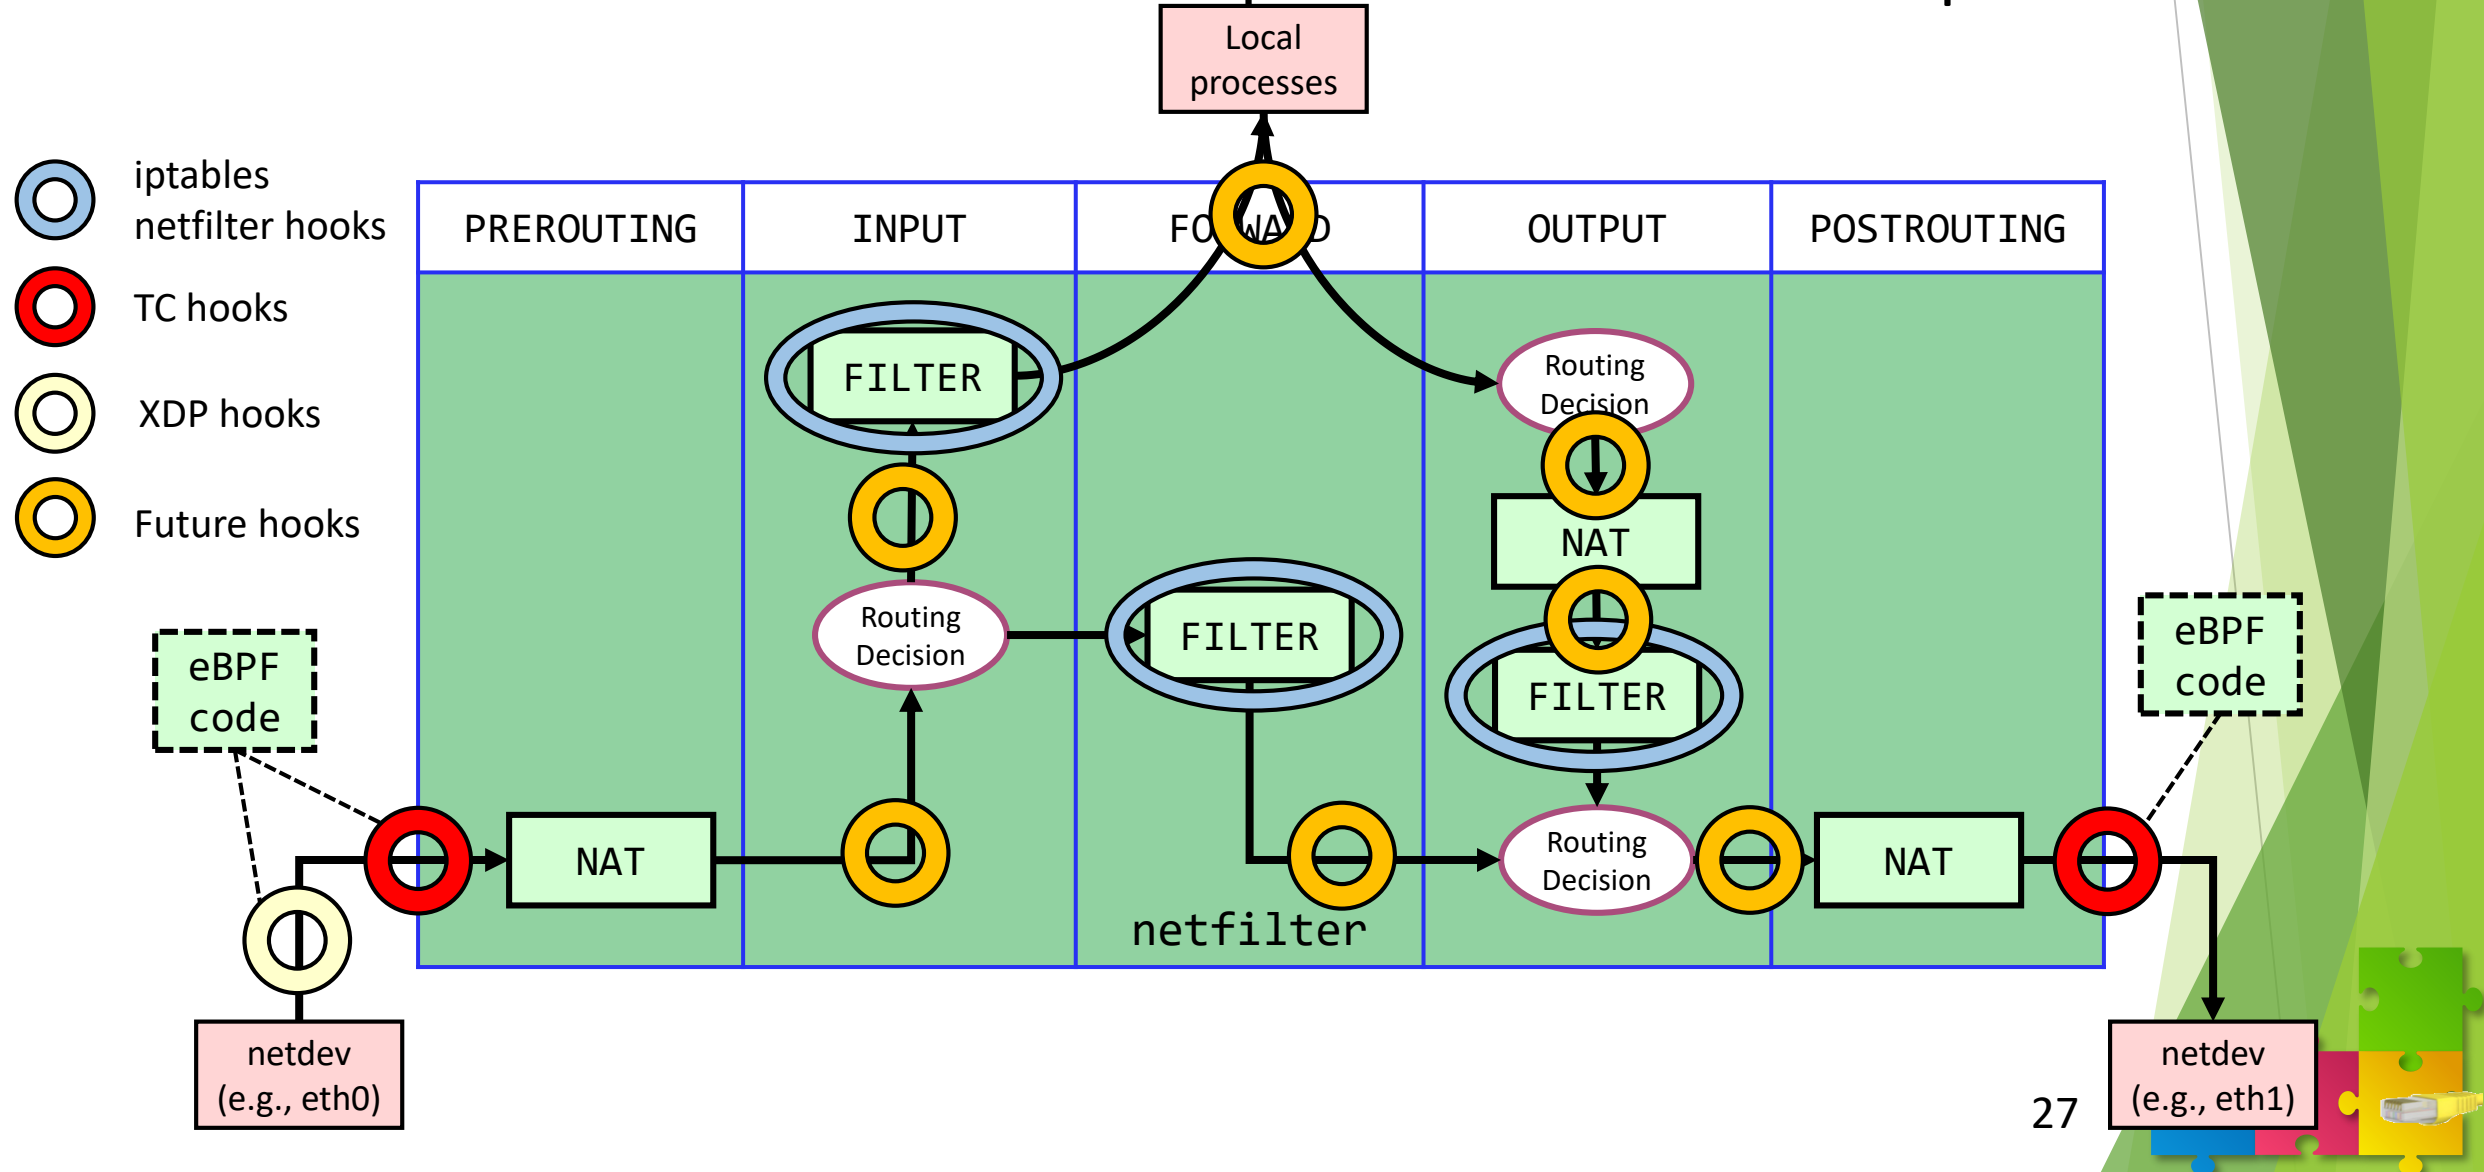 Local
processes
iptables
netfilter hooks
TC hooks
XDP hooks
Future hooks
PREROUTING
INPUT
OUTPUT
POSTROUTING
FILTER
Routing
Decision
NAT
Routing
Decision
FILTER
FILTER
eBPF
code
eBPF
code
NAT
Routing
Decision
NAT
netfilter
netdev
(e.g., eth0)
netdev
(e.g., eth1)
27